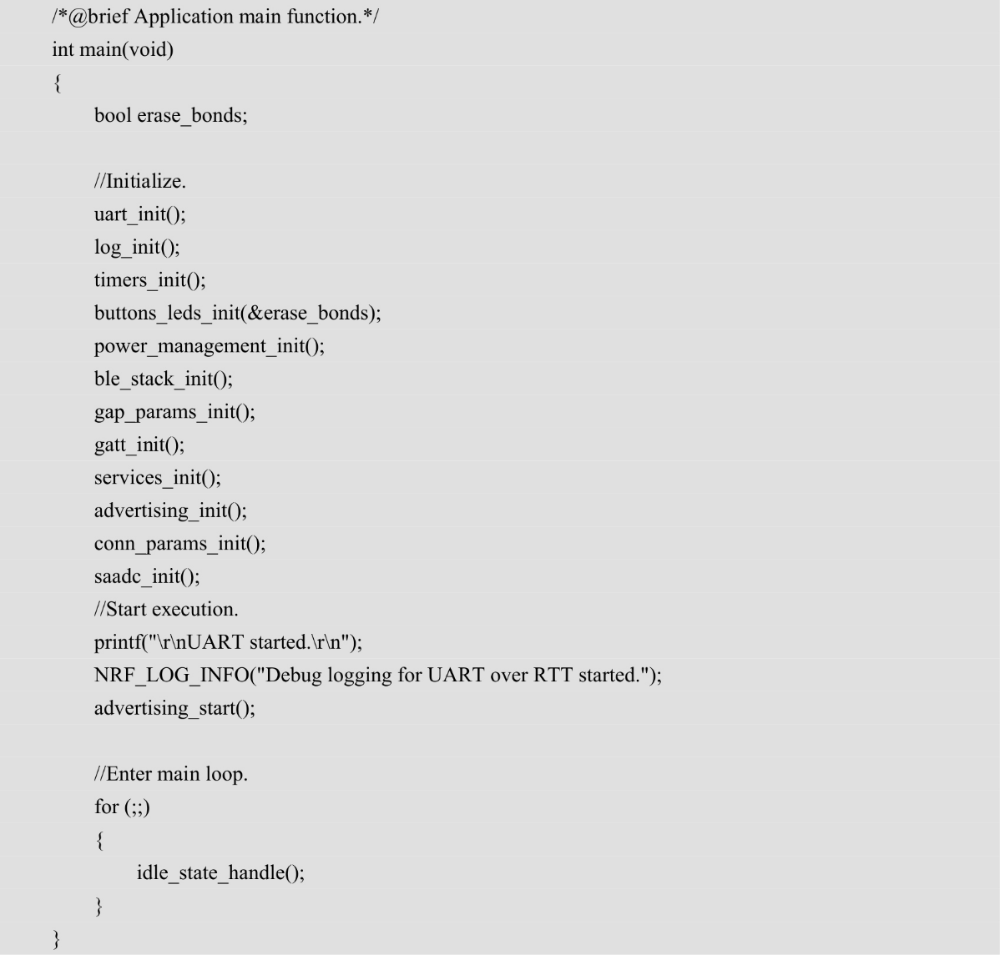 /*@brief Application main function.*/
int main(void)
{
bool erase_bonds;
//Initialize.
uart_init();
log_init();
timers_init();
buttons_leds_init(&erase_bonds);
power_management_init();
ble_stack_init();
gap_params_init();
gatt_init();
services_init();
advertising_init();
conn_params_init();
saadc_init();
//Start execution.
printf("\r\nUART started.\r\n");
NRF_LOG_INFO("Debug logging for UART over RTT started.");
advertising_start();
//Enter main loop.
for (;;)
{
idle_state_handle();
}
}